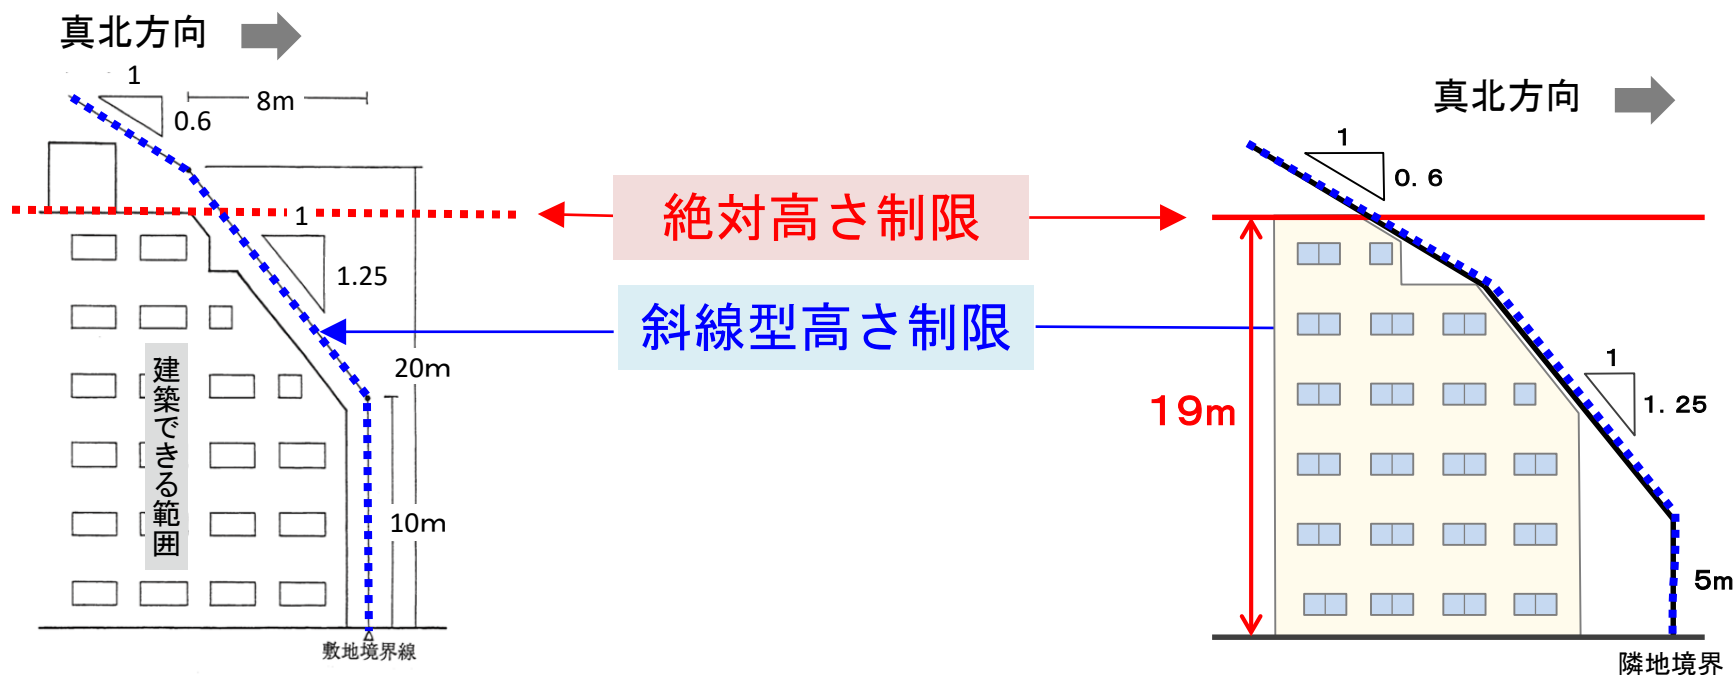 真北方向
1
0.6
8m
1
1.25
20m
10m
建築できる範囲
敷地境界線
絶対高さ制限
斜線型高さ制限
真北方向
1
0. 6
1
1. 25
19m
5m
隣地境界